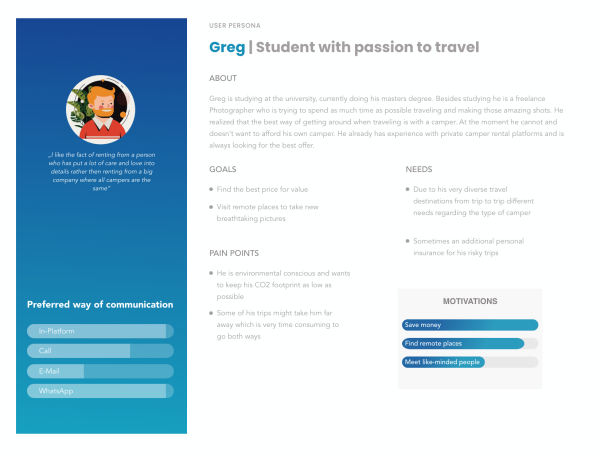 USER PERSONA
Greg | Student with passion to travel
ABOUT
Greg is studying at the university, currently doing his masters degree. Besides studying he is a freelance
Photographer who is trying to spend as much time as possible traveling and making those amazing shots. He
realized that the best way of getting around when traveling is with a camper. At the moment he cannot and
doesn't want to afford his own camper. He already has experience with private camper rental platforms and is
always looking for the best offer.
„I like the fact of renting from a person
who has put a lot of care and love into
details rather then renting from a big
company where all campers are the
same"
GOALS
Find the best price for value
Visit remote places to take new
breathtaking pictures
NEEDS
Due to his very diverse travel
destinations from trip to trip different
needs regarding the type of camper
Sometimes an additional personal
insurance for his risky trips
PAIN POINTS
He is environmental conscious and wants
to keep his CO2 footprint as low as
possible
Some of his trips might take him far
away which is very time consuming to
go both ways
Preferred way of communication
In-Platform
Call
E-Mail
WhatsApp
MOTIVATIONS
Save money
Find remote places
Meet like-minded people